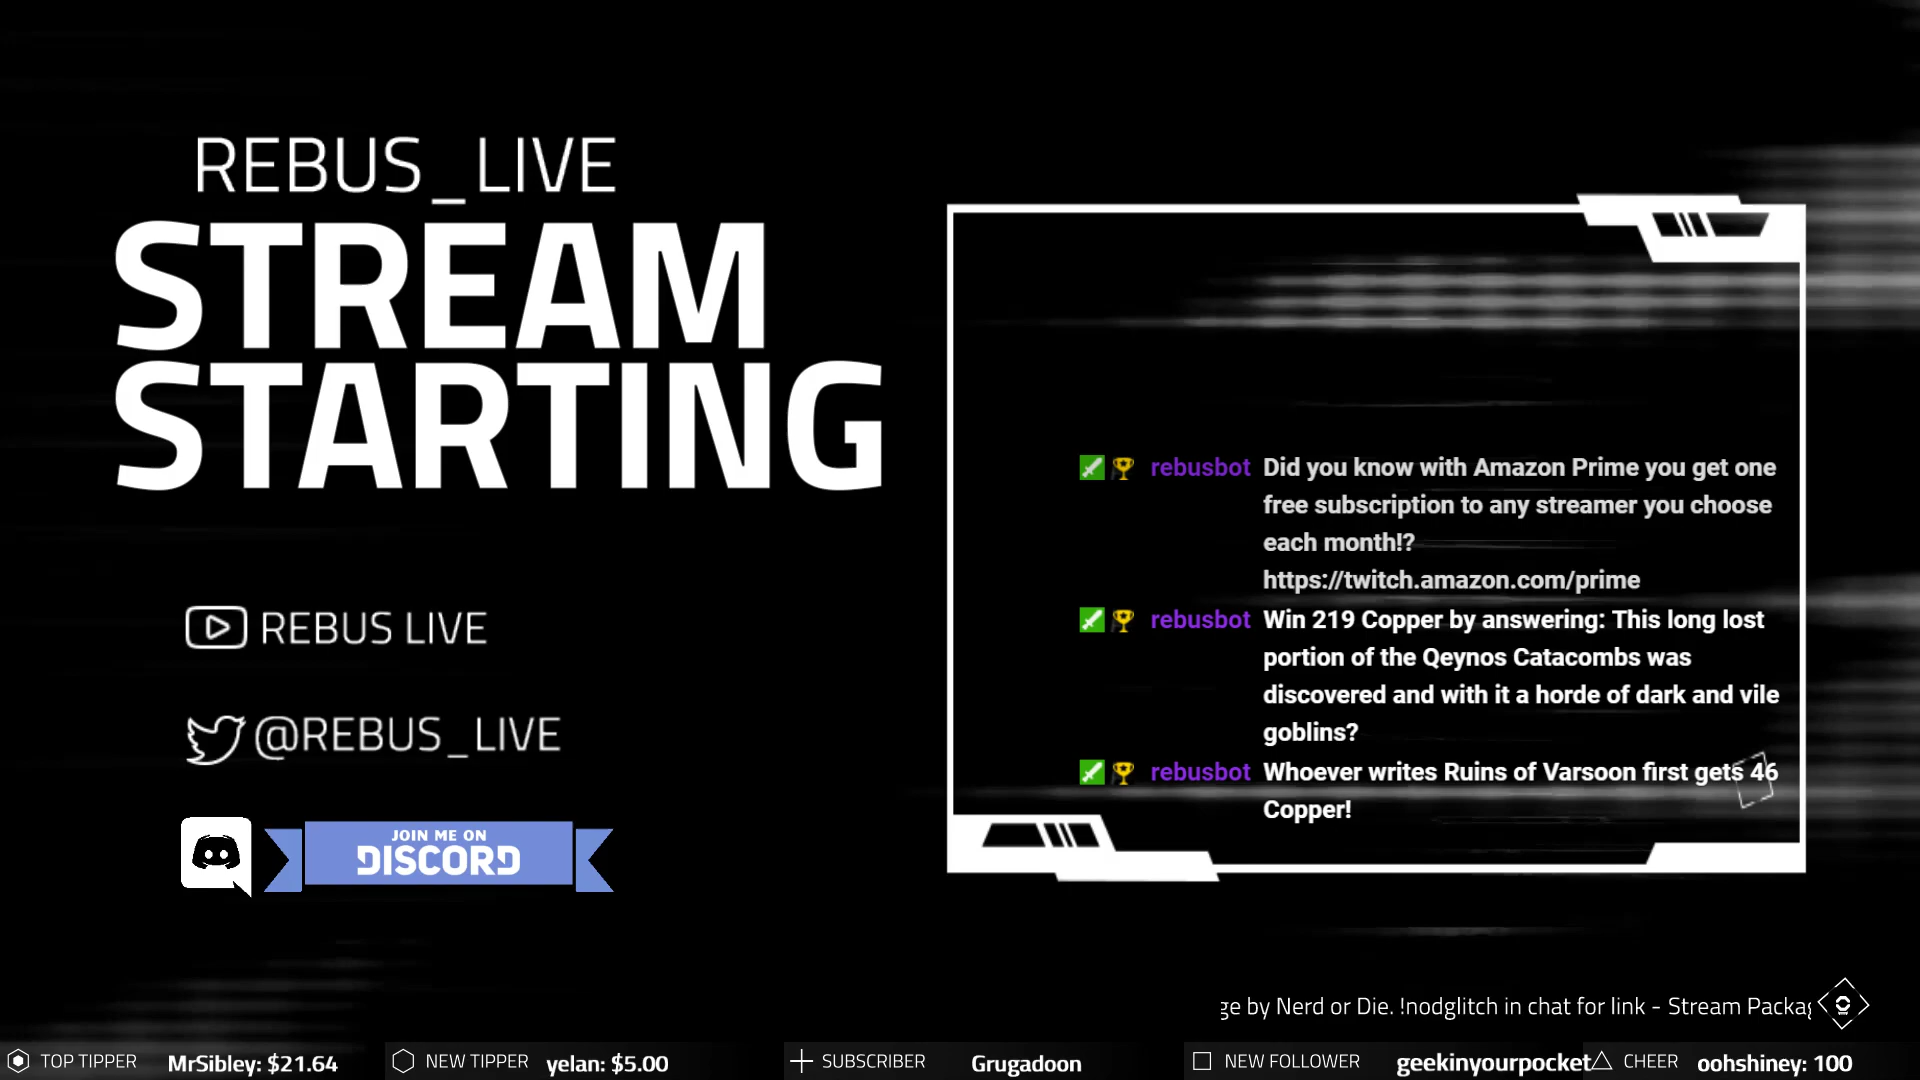 REBUS_LIVE
STREAM
STARTING
REBUS LIVE
@REBUS_LIVE
JOIN ME ON
DISCORD
rebusbot Did you know with Amazon Prime you get one
free subscription to any streamer you choose
each month!?
https://twitch.amazon.com/prime
rebusbot Win 219 Copper by answering: This long lost
portion of the Qeynos Catacombs was
discovered and with it a horde of dark and vile
goblins?
rebusbot Whoever writes Ruins of Varsoon first gets 46
Copper!
ge by Nerd or Die. !nodglitch in chat for link - Stream Packag
TOP TIPPER MrSibley: $21.64 NEW TIPPER yelan: $5.00 SUBSCRIBER Grugadoon NEW FOLLOWER geekinyourpocket CHEER oohshiney: 100